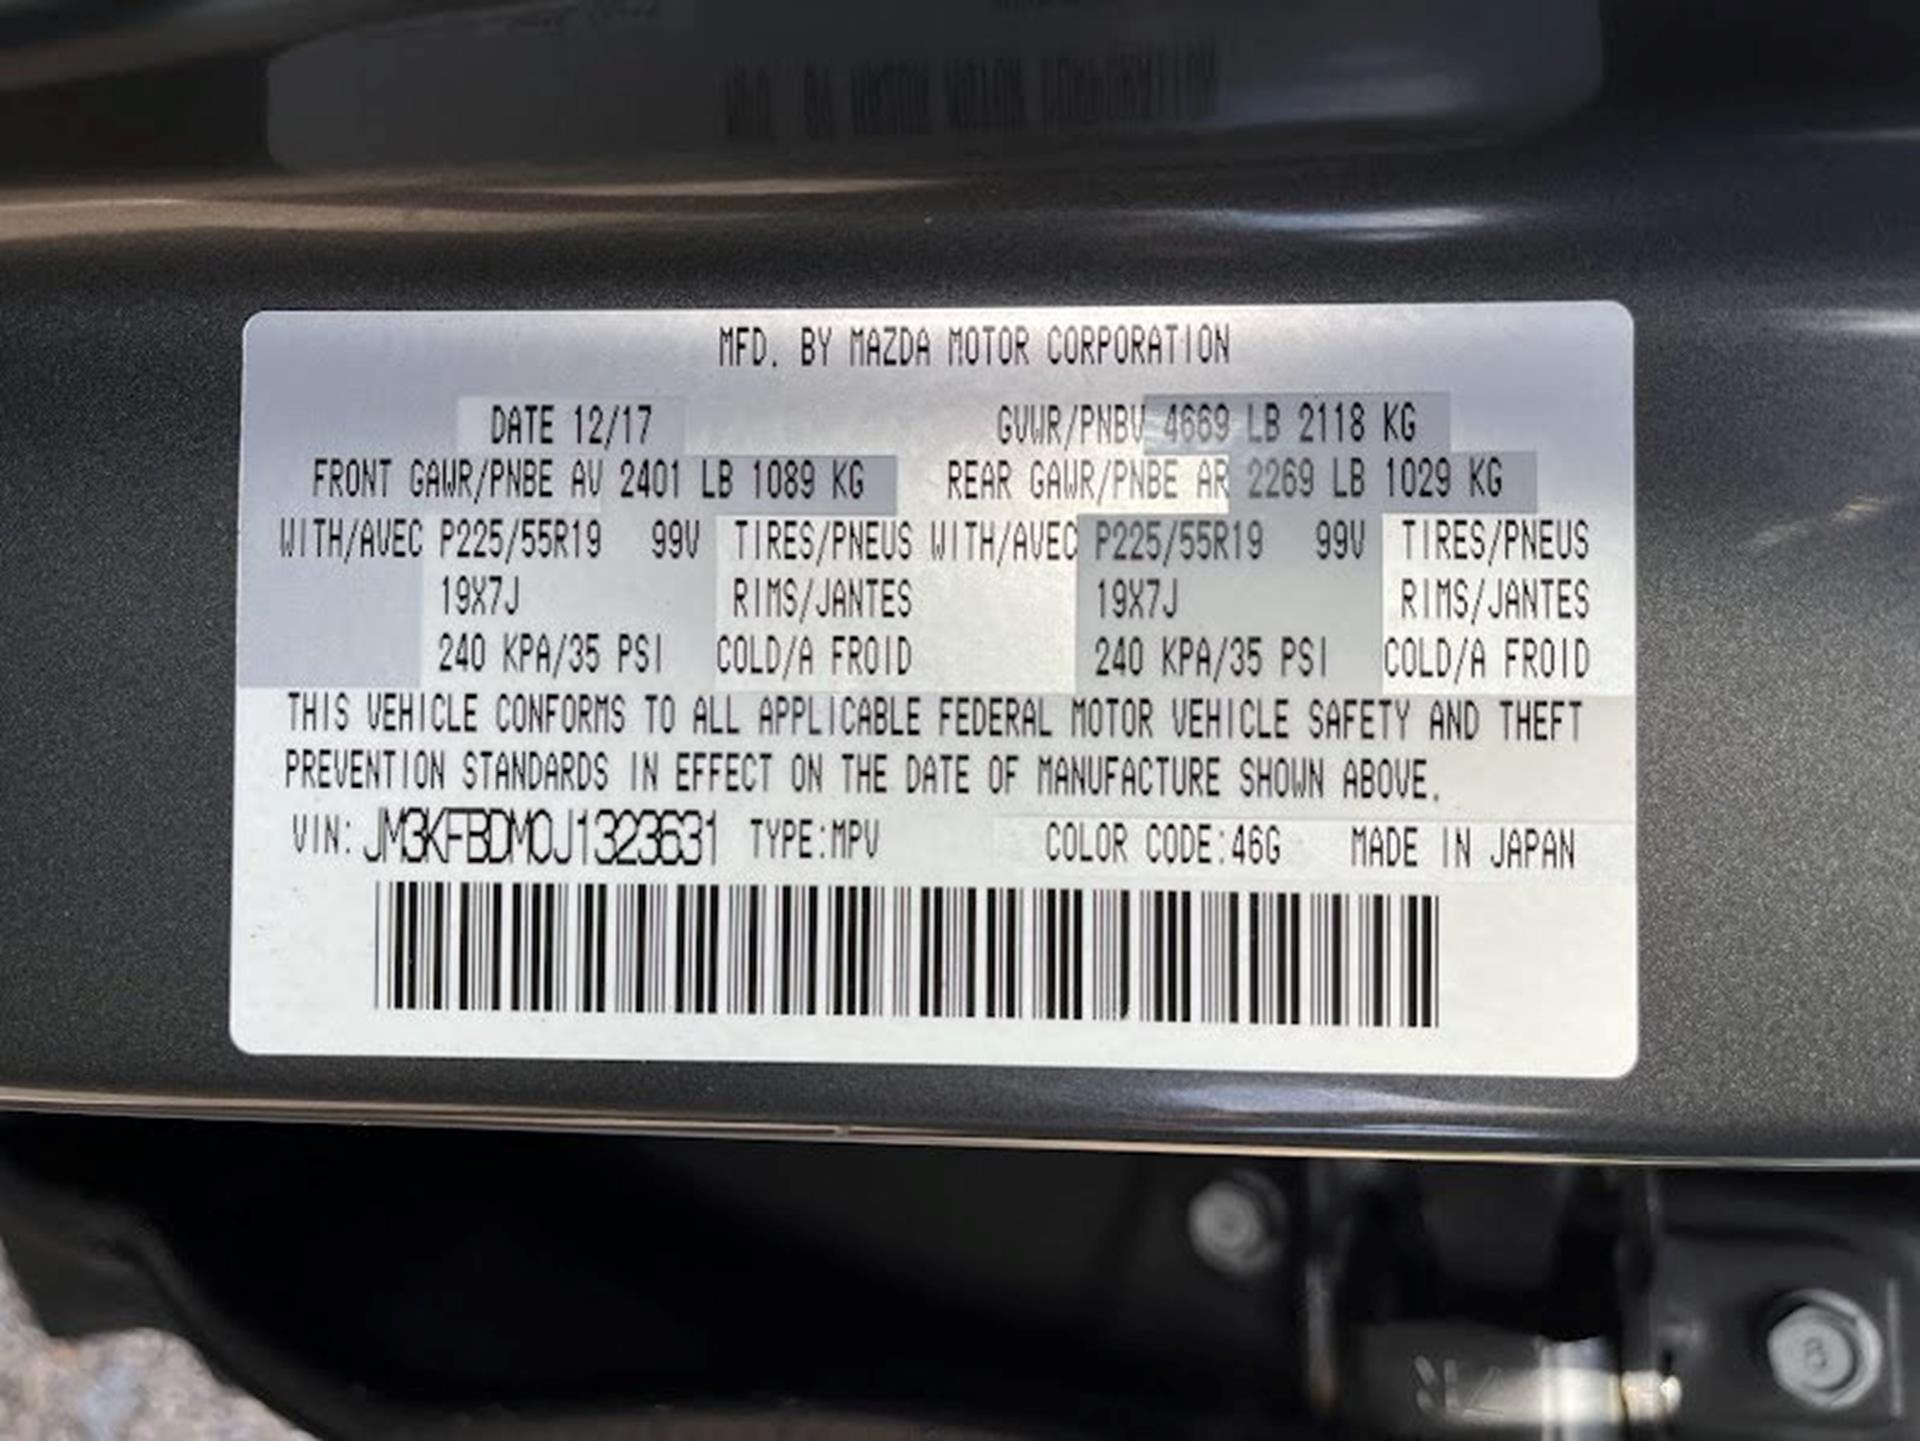 MFD. BY MAZDA MOTOR CORPORATION
DATE 12/17 GVWR/PNBV 4669 LB 2118 KG
FRONT GAWR/PNBE AV 2401 LB 1089 KG REAR GAWR/PNBE AR 2269 LB 1029 KG
WITH/AVEC P225/55R19 99V TIRES/PNEUS WITH/AVEC P225/55R19 99V TIRES/PNEUS
19X7J RIMS/JANTES 19X7J RIMS/JANTES
240 KPA/35 PSI COLD/A FROID 240 KPA/35 PSI COLD/A FROID
THIS VEHICLE CONFORMS TO ALL APPLICABLE FEDERAL MOTOR VEHICLE SAFETY AND THEFT
PREVENTION STANDARDS IN EFFECT ON THE DATE OF MANUFACTURE SHOWN ABOVE.
VIN: JM3KFBDM0J1323631 TYPE:MPV COLOR CODE:46G MADE IN JAPAN
8